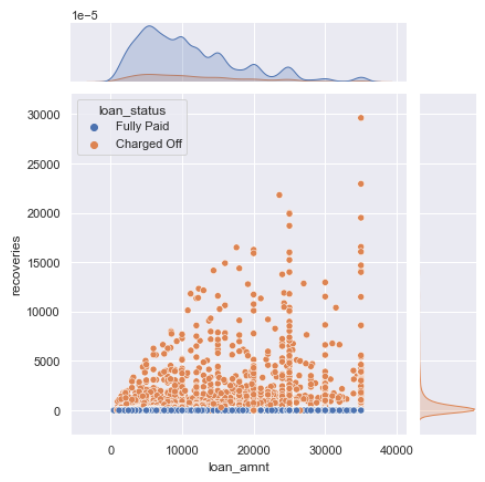 1e−5
loan_status
Fully Paid
Charged Off
30000
25000
20000
15000
10000
5000
0
recoveries
0
10000
20000
30000
40000
loan_amnt